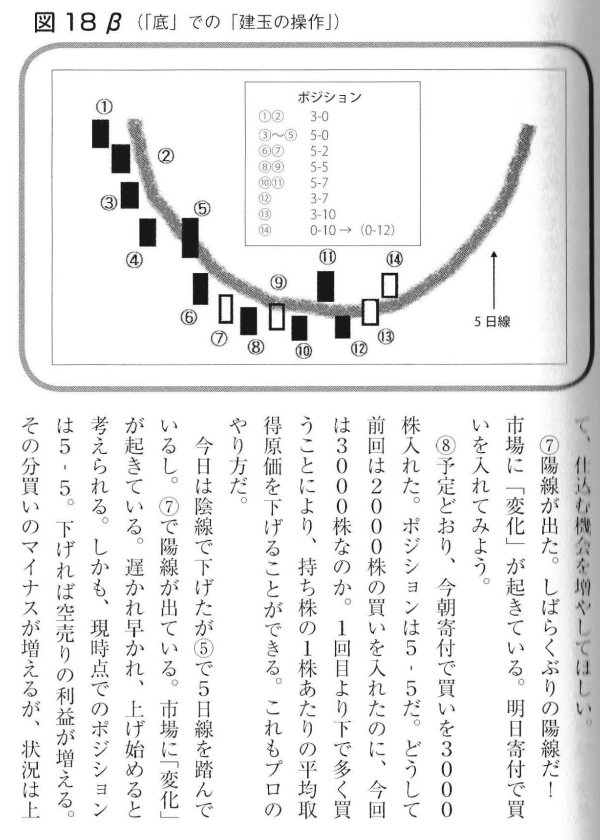 図18β(「底」での「建玉の操作」)
ポジション
①② 3-0
③〜⑤ 5-0
⑥⑦ 5-2
⑧⑨ 5-5
⑩⑪ 5-7
⑫ 3-7
⑬ 3-10
⑭ 0-10→(0-12)
①
②
③
④
⑤
⑥
⑦
⑧
⑨
⑩
⑪
⑫
⑬
⑭
5日線
て、仕込む機会を増やしてほしい。
⑦陽線が出た。しばらくぶりの陽線だ！
市場に「変化」が起きている。明日寄付で買
いを入れてみよう。
⑧予定どおり、今朝寄付で買いを3000
株入れた。ポジションは5-5だ。どうして
前回は2000株の買いを入れたのに、今回
は3000株なのか。1回目より下で多く買
うことにより、持ち株の1株あたりの平均取
得原価を下げることができる。これもプロの
やり方だ。
今日は陰線で下げたが⑤で5日線を踏んで
いるし。⑦で陽線が出ている。市場に「変化」
が起きている。遅かれ早かれ、上げ始めると
考えられる。しかも、現時点でのポジション
は5-5。下げれば空売りの利益が増える。
その分買いのマイナスが増えるが、状況は上